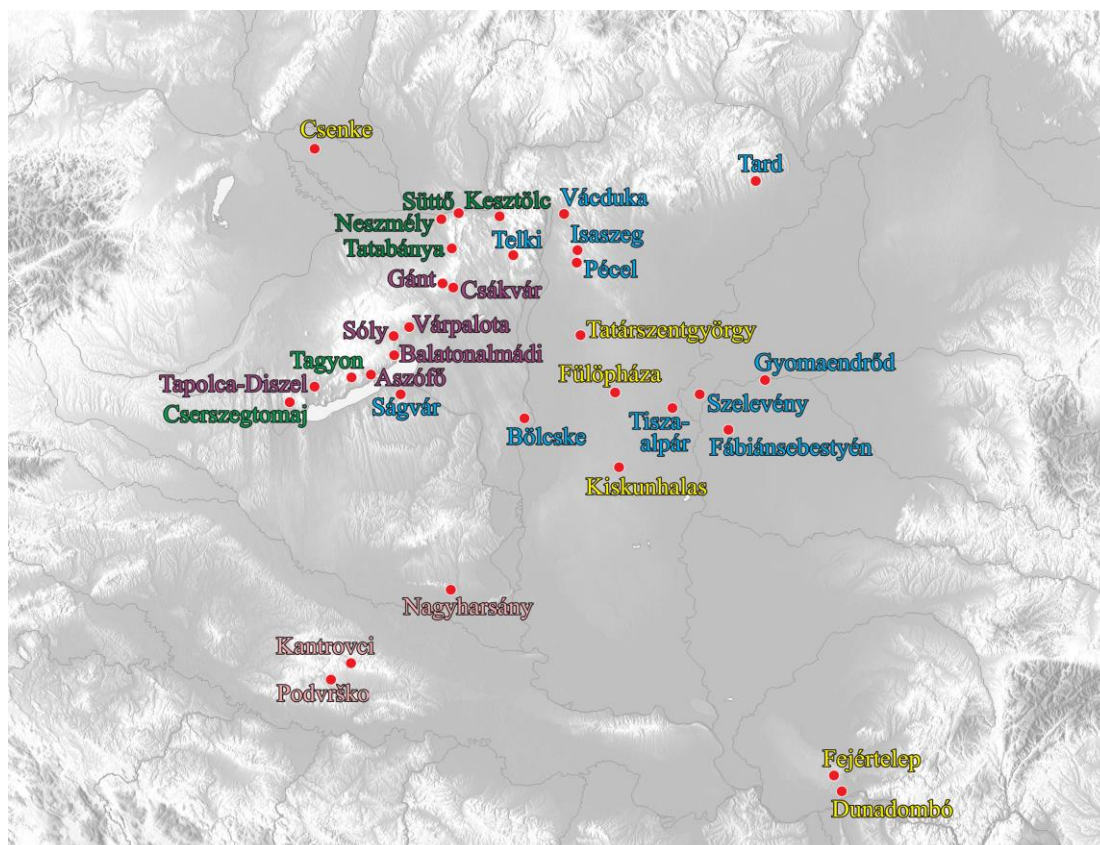 Csenke
Tard
Süttő
Kesztölc
Vácduka
Neszmély
Telki
Isaszeg
Tatabánya
Pécel
Gánt
Csákvár
Várpalota
Sóly
Tatárszentgyörgy
Balatonalmádi
Tagyon
Gyomaendrőd
Fülöpháza
Aszófő
Tapolca-Diszel
Ságvár
Szelevény
Cserszegtomaj
Tisza-
alpár
Bölcske
Fábiánsebestyén
Kiskunhalas
Nagyharsány
Kantrovci
Podvrško
Fejértelep
Dunadombó